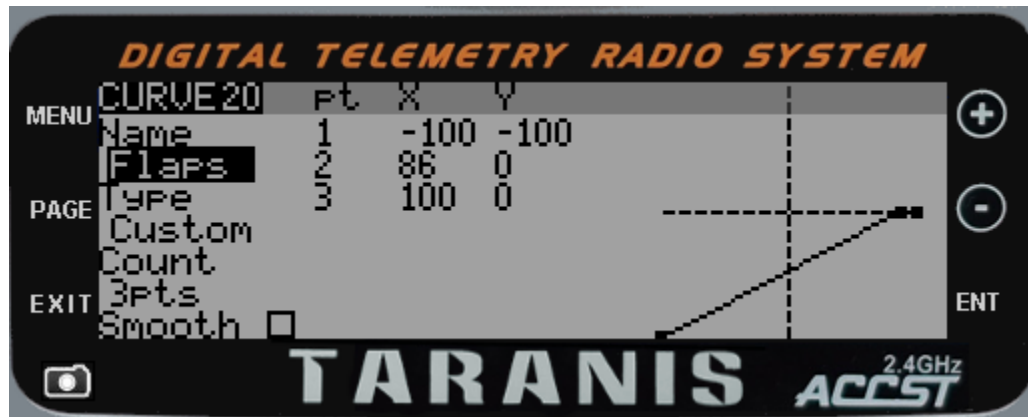 DIGITAL TELEMETRY RADIO SYSTEM
MENU
PAGE
EXIT
CURVE 20 pt X Y
Name 1 -100 -100
Flaps 2 86 0
Type 3 100 0
Custom
Count
3pts
Smooth
+
-
ENT
TARANIS
2.4GHz
ACCST